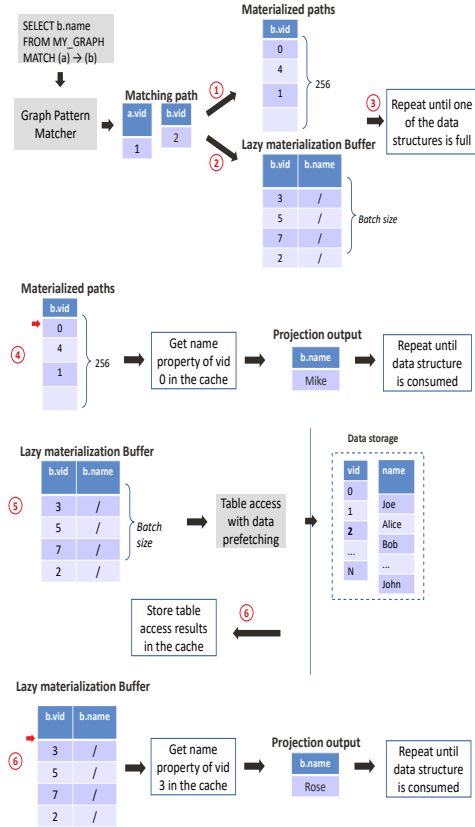 SELECT b.name
FROM MY_GRAPH
MATCH (a) → (b)
Graph Pattern
Matcher
Matching path
a.vid
b.vid
1
2
1
2
Materialized paths
b.vid
0
4
1
256
3
Repeat until one
of the data
structures is full
Lazy materialization Buffer
b.vid b.name
3 /
5 /
7 /
2 /
Batch size
Materialized paths
b.vid
0
4
1
256
4
Get name
property of vid
0 in the cache
Projection output
b.name
Mike
Repeat until
data structure
is consumed
Lazy materialization Buffer
b.vid b.name
3 /
5 /
7 /
2 /
5
Batch
size
Table access
with data
prefetching
Data storage
vid
0
1
2
...
N
name
Joe
Alice
Bob
...
John
6
Store table
access results
in the cache
Lazy materialization Buffer
b.vid b.name
3 /
5 /
7 /
2 /
6
Get name
property of vid
3 in the cache
Projection output
b.name
Rose
Repeat until
data structure
is consumed